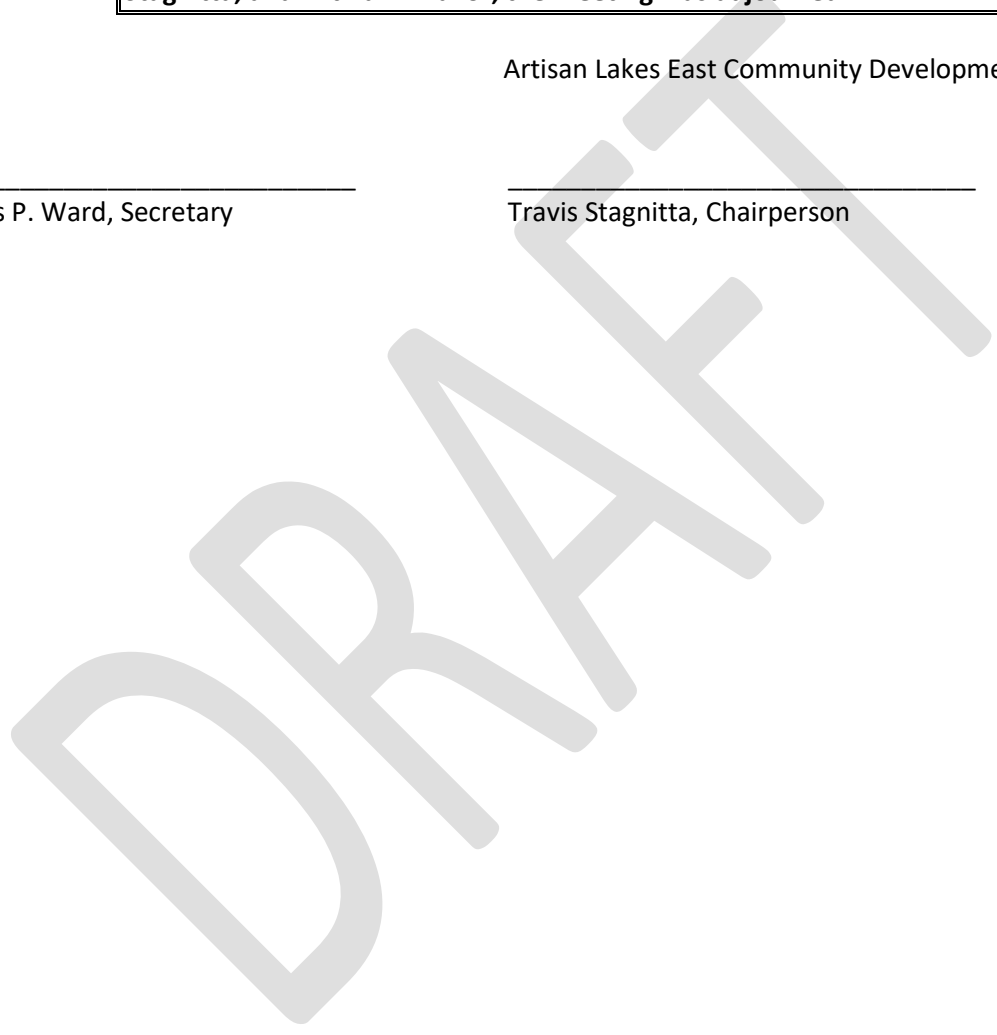 Artisan Lakes East Community Developme
s P. Ward, Secretary Travis Stagnitta, Chairperson
DRAFT